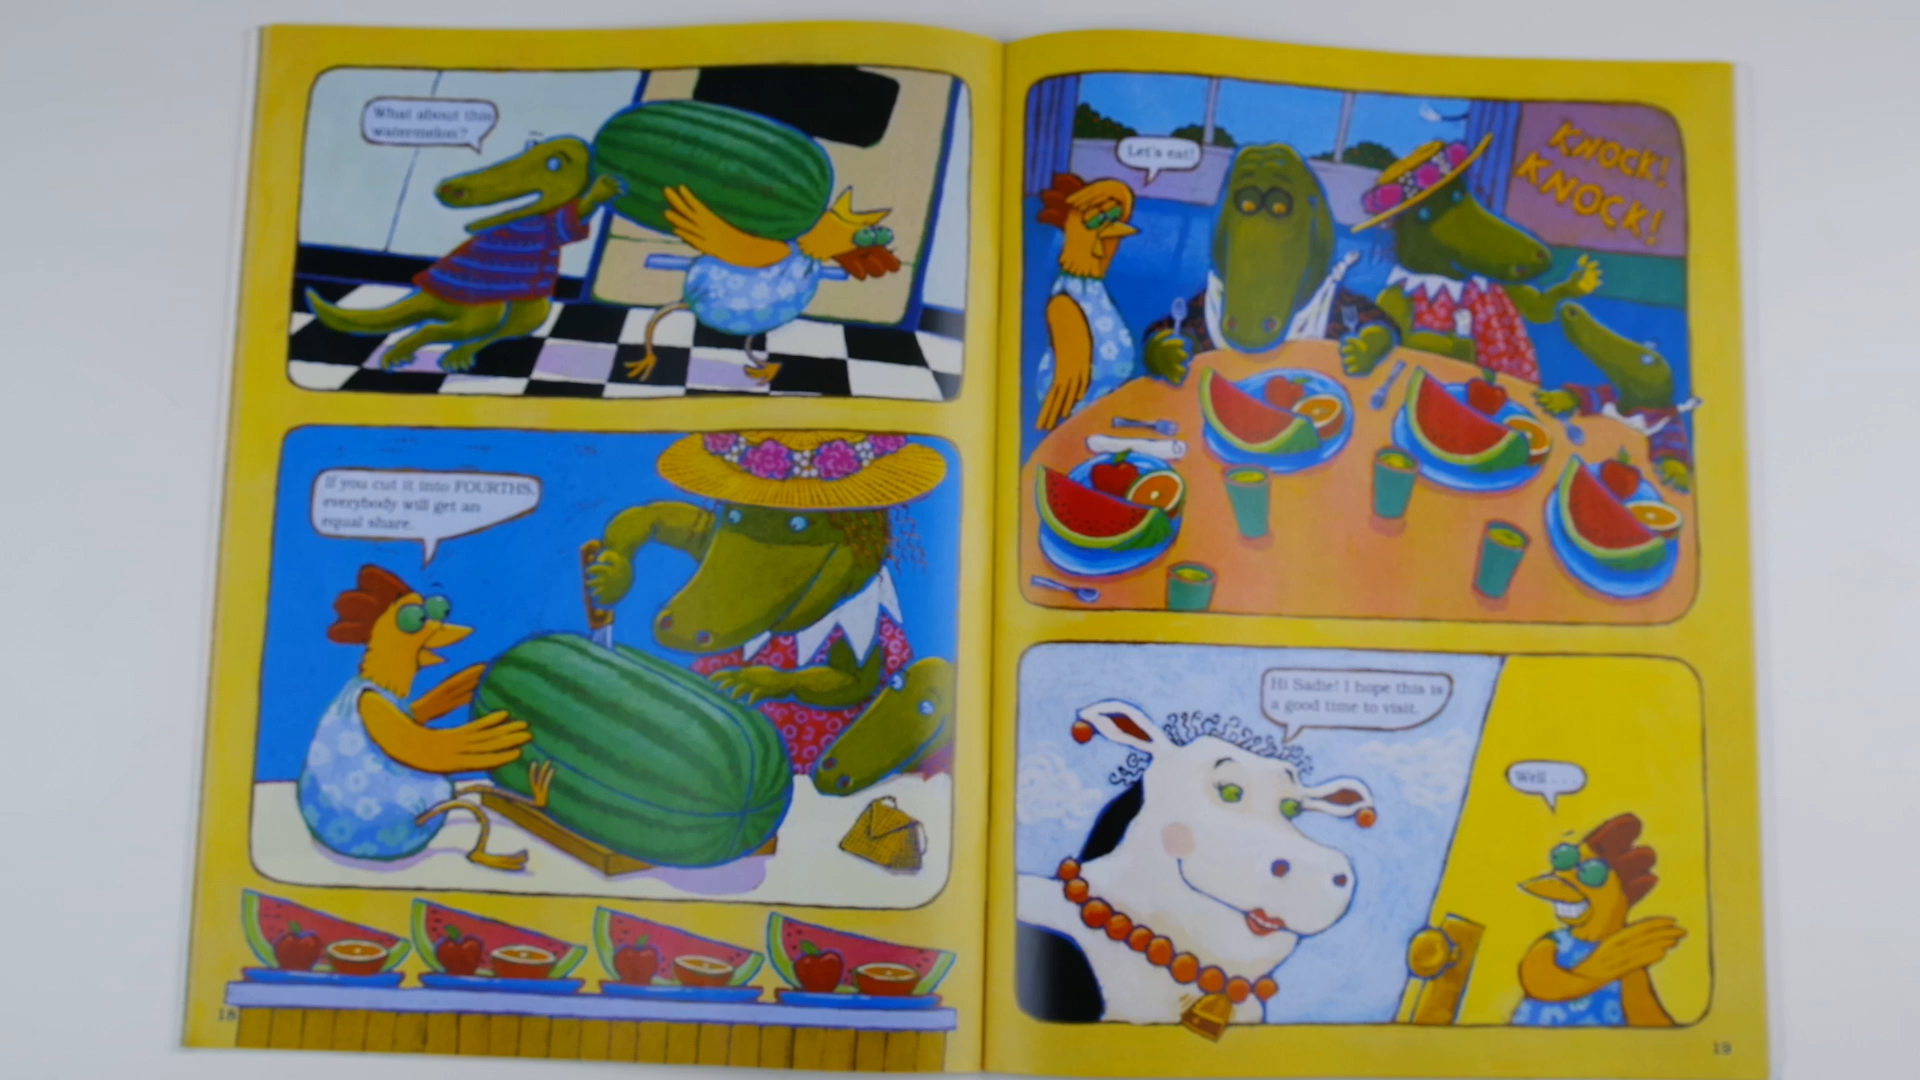 What about this
watermelon?
If you cut it into FOURTHS,
everybody will get an
equal share.
18
Let's eat!
KNOCK!
KNOCK!
Hi Sadie! I hope this is
a good time to visit.
Well . . .
19